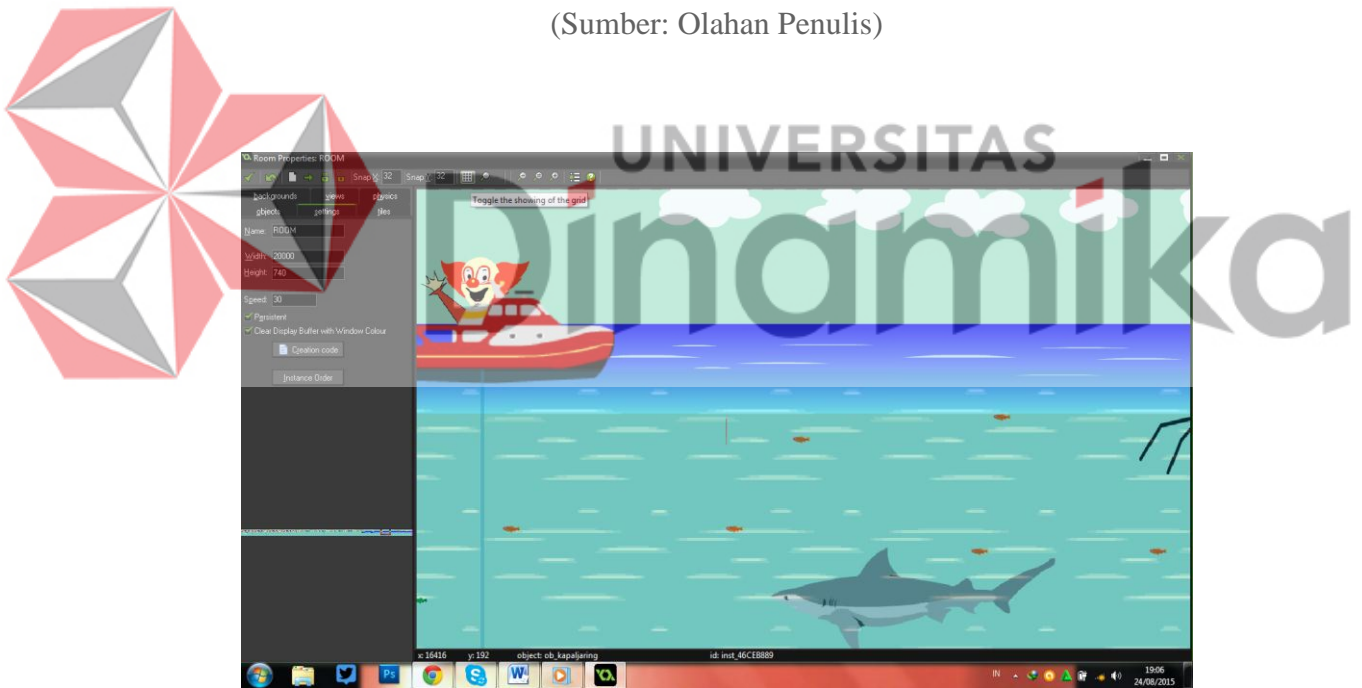 (Sumber: Olahan Penulis)
UNIVERSITAS
Dinamika
Room Properties: ROOM
Snap X: 32 Snap Y: 32
Toggle the showing of the grid
backgrounds views physics
objects settings tiles
Name: ROOM
Width: 20000
Height: 740
Speed: 30
Persistent
Clear Display Buffer with Window Colour
Creation code
Instance Order
x: 16416 y: 192 object: ob_kapaljaring id: inst_46CEB8B9
Ps
W
IN
19:06
24/08/2015